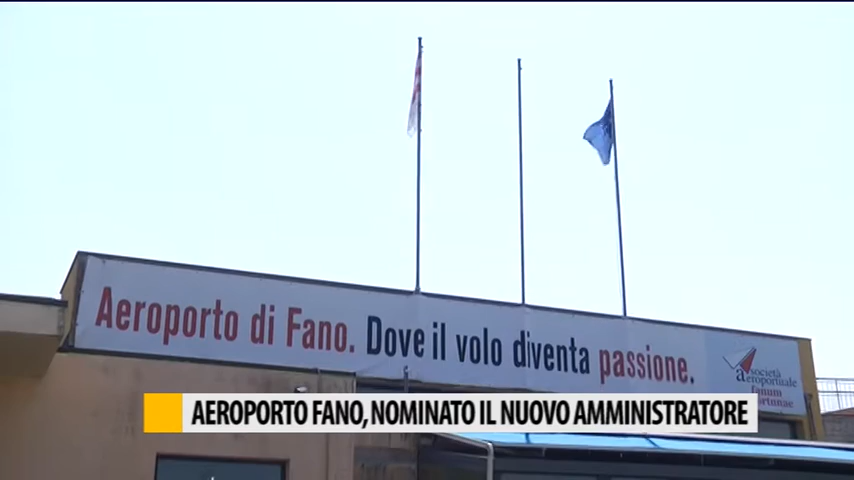 Aeroporto di Fano. Dove il volo diventa passione.
società
aeroportuale
fanum
fortunae
AEROPORTO FANO, NOMINATO IL NUOVO AMMINISTRATORE